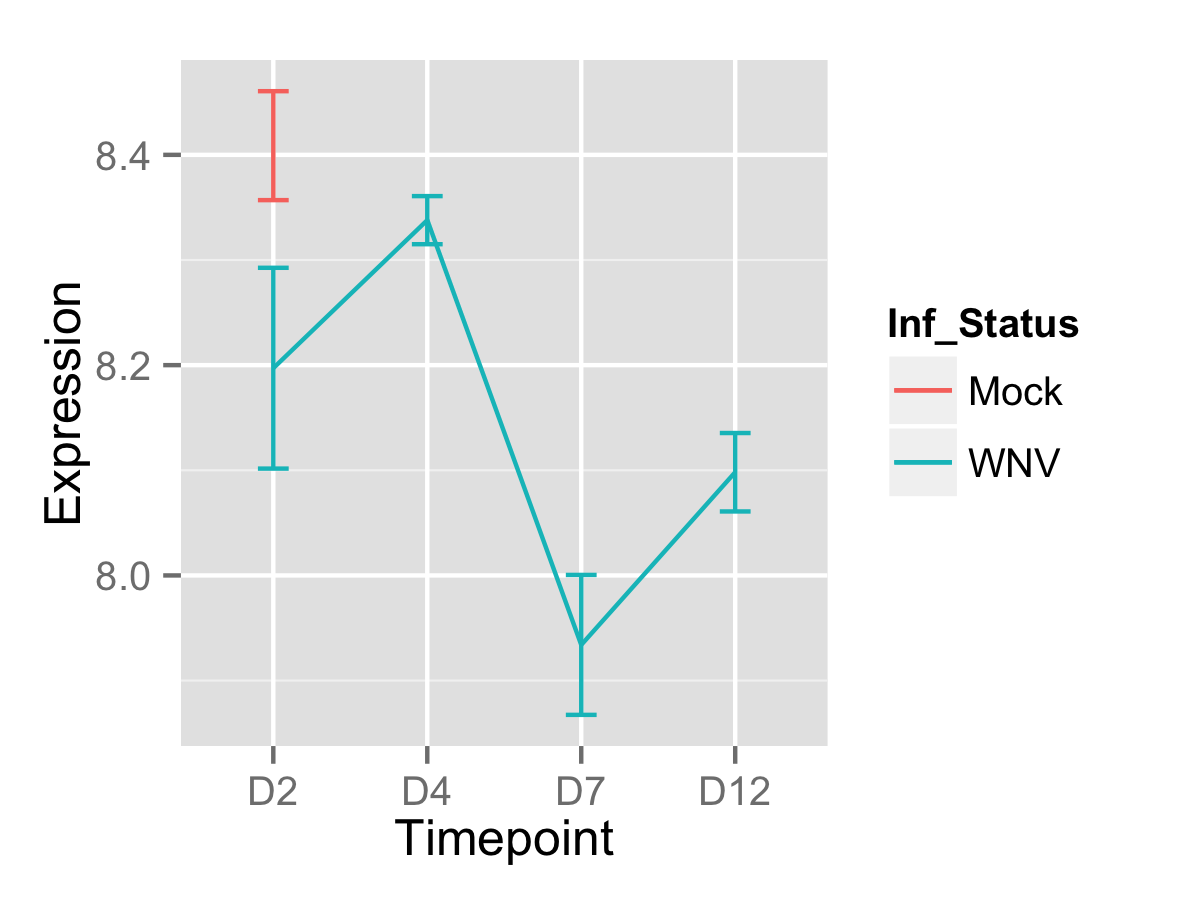 8.4
8.2
8.0
Expression
D2 D4 D7 D12
Timepoint
Inf_Status
Mock
WNV